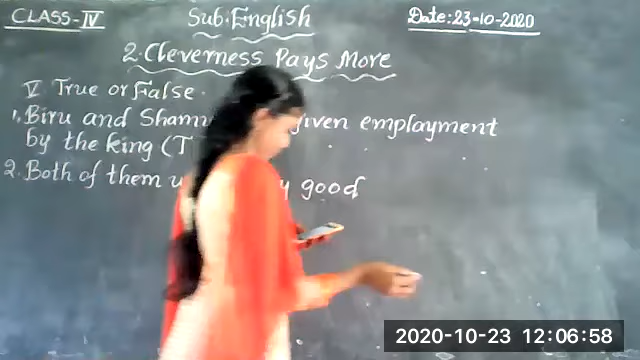 CLASS-IV
Sub:English
Date:23-10-2020
2.Cleverness Pays More
V True or False.
1, Biru and Sham given employment
by the king (T
2. Both of them good
2020-10-23 12:06:58